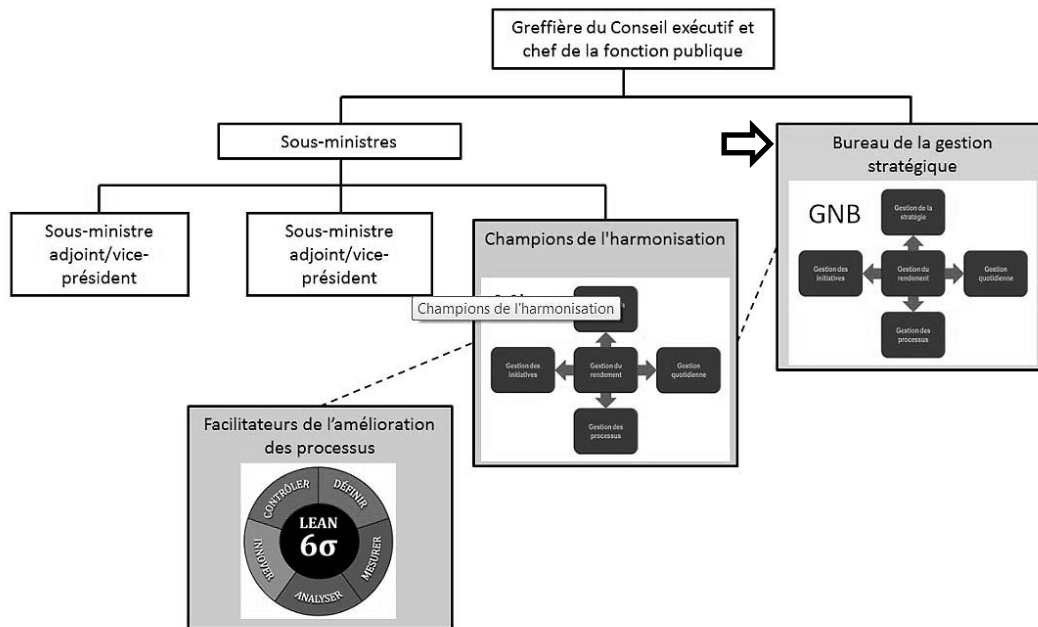 Greffière du Conseil exécutif et
chef de la fonction publique
Sous-ministres
Bureau de la gestion
stratégique
GNB
Gestion de la
stratégie
Gestion des
initiatives
Gestion du
rendement
Gestion
quotidienne
Gestion des
processus
Sous-ministre
adjoint/vice-
président
Sous-ministre
adjoint/vice-
président
Champions de l'harmonisation
Champions de l'harmonisation
Gestion des
initiatives
Gestion du
rendement
Gestion
quotidienne
Gestion des
processus
Facilitateurs de l’amélioration
des processus
CONTRÔLER
DÉFINIR
MESURER
ANALYSER
INNOVER
LEAN
6σ